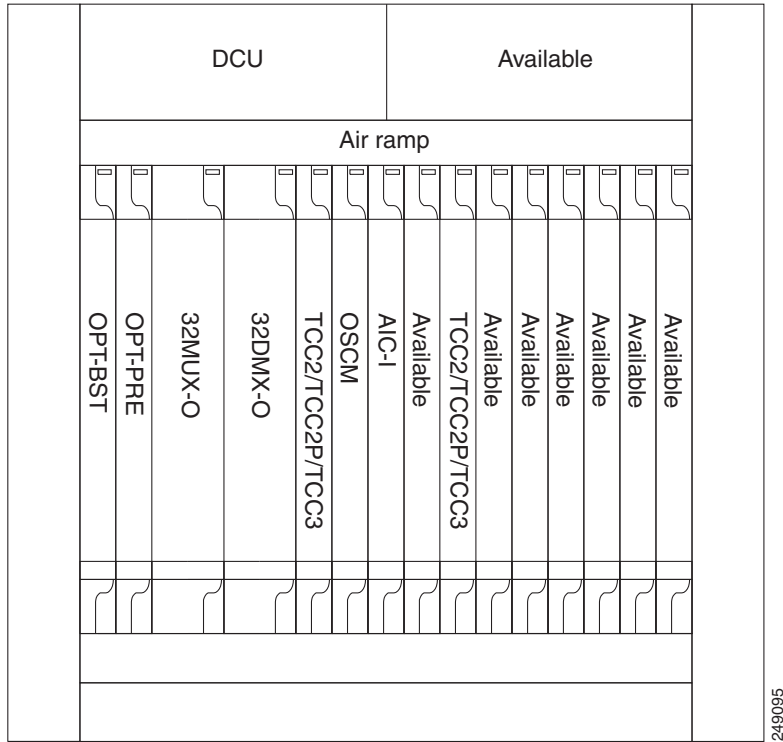 DCU
Available
Air ramp
OPT-BST
OPT-PRE
32MUX-O
32DMX-O
TCC2/TCC2P/TCC3
OSCM
AIC-I
Available
TCC2/TCC2P/TCC3
Available
Available
Available
Available
Available
Available
249095